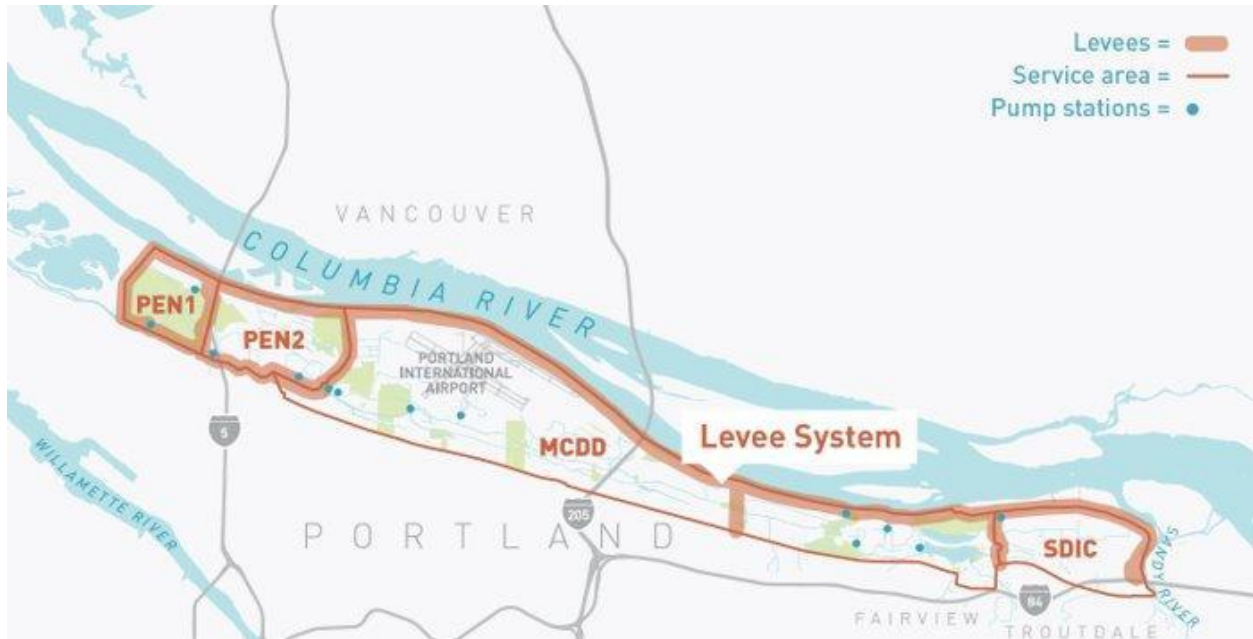 Levees =
Service area =
Pump stations =
VANCOUVER
COLUMBIA RIVER
PEN1
PEN2
PORTLAND
INTERNATIONAL
AIRPORT
MCDD
Levee System
5
WILLAMETTE RIVER
205
PORTLAND
SDIC
SANDY RIVER
84
FAIRVIEW
TROUTDALE